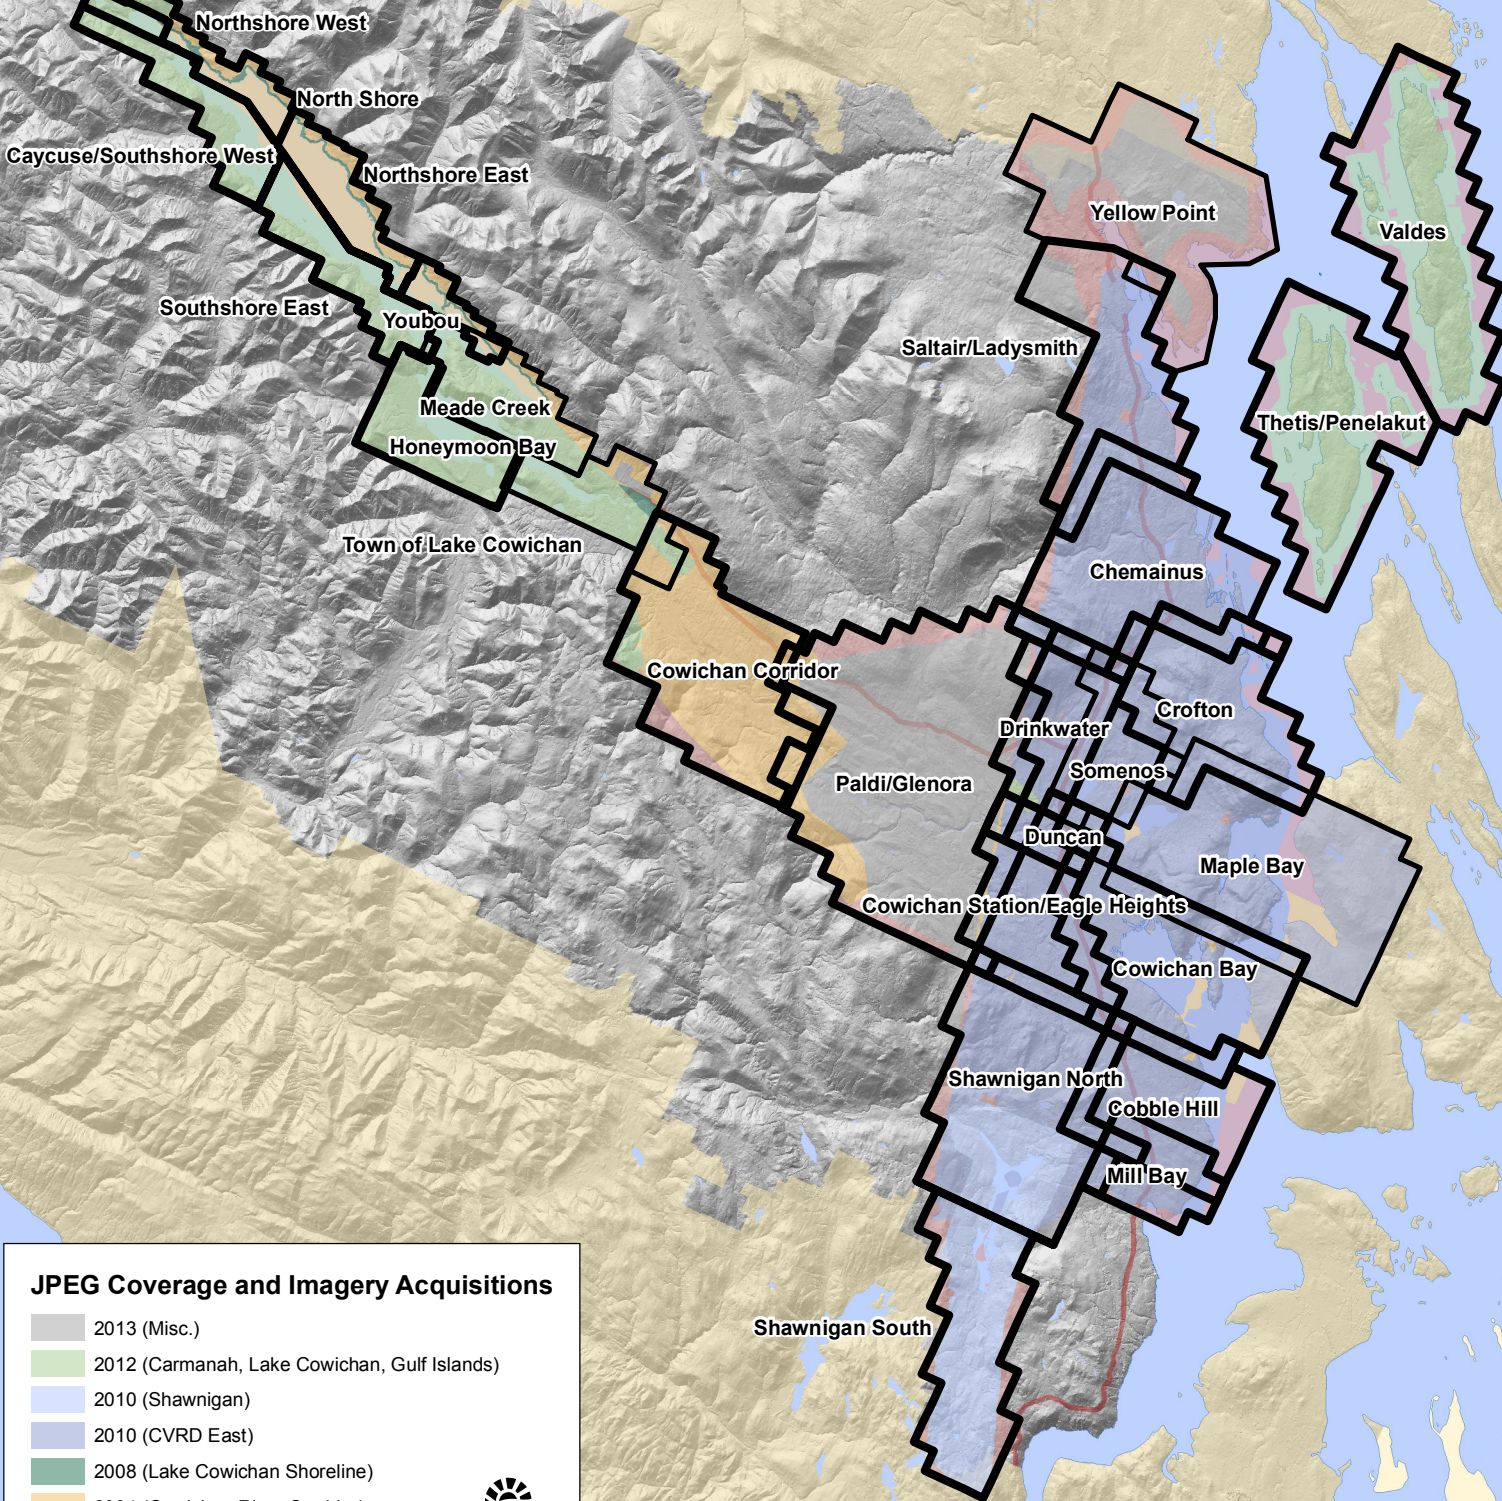 Northshore West
North Shore
Caycuse/Southshore West
Northshore East
Yellow Point
Valdes
Southshore East
Youbou
Saltair/Ladysmith
Meade Creek
Thetis/Penelakut
Honeymoon Bay
Town of Lake Cowichan
Chemainus
Cowichan Corridor
Crofton
Drinkwater
Somenos
Paldi/Glenora
Duncan
Maple Bay
Cowichan Station/Eagle Heights
Cowichan Bay
Shawnigan North
Cobble Hill
Mill Bay
Shawnigan South
JPEG Coverage and Imagery Acquisitions
2013 (Misc.)
2012 (Carmanah, Lake Cowichan, Gulf Islands)
2010 (Shawnigan)
2010 (CVRD East)
2008 (Lake Cowichan Shoreline)